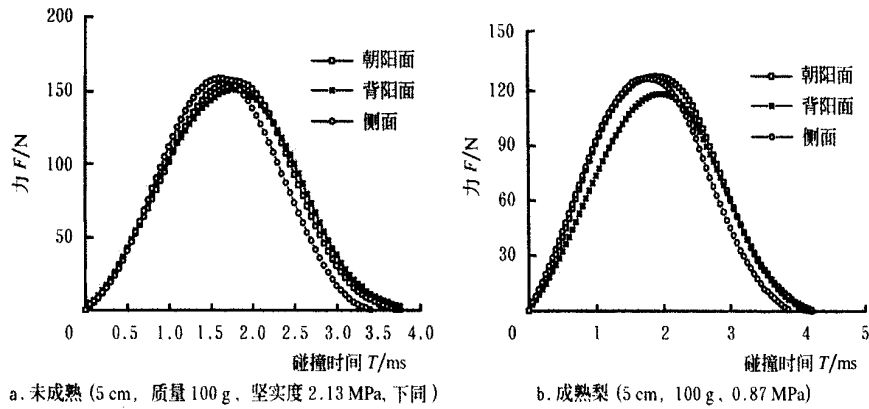 200
150
100
50
0
0.5
1.0
1.5
2.0
2.5
3.0
3.5
4.0
力 F/N
碰撞时间 T/ms
朝阳面
背阳面
侧面
a.未成熟 (5 cm, 质量 100 g、坚实度 2.13 MPa, 下同)
150
120
90
60
30
0
1
2
3
4
5
力 F/N
碰撞时间 T/ms
朝阳面
背阳面
侧面
b.成熟梨 (5 cm, 100 g、0.87 MPa)